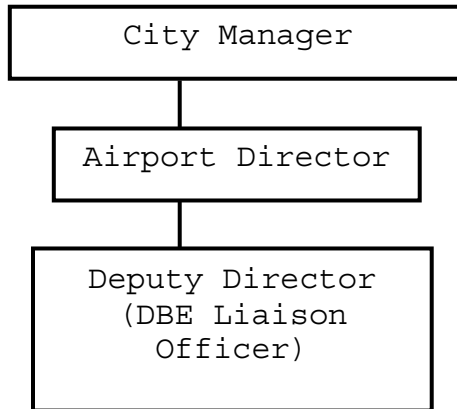 City Manager
Airport Director
Deputy Director
(DBE Liaison
Officer)